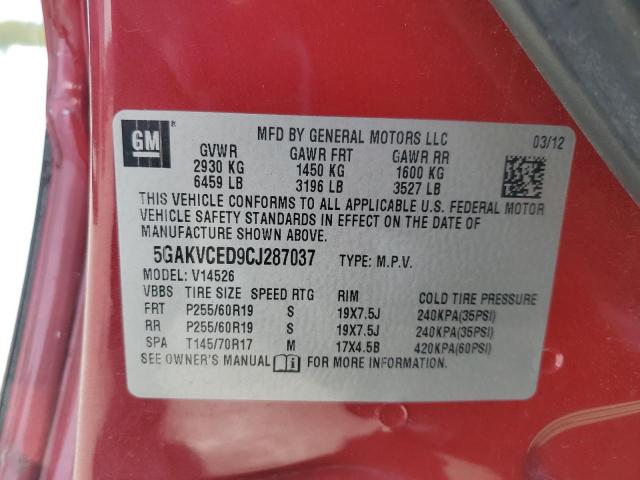 GM ®
MFD BY GENERAL MOTORS LLC 03/12
GVWR GAWR FRT GAWR RR
2930 KG 1450 KG 1600 KG
6459 LB 3196 LB 3527 LB
THIS VEHICLE CONFORMS TO ALL APPLICABLE U.S. FEDERAL MOTOR
VEHICLE SAFETY STANDARDS IN EFFECT ON THE DATE OF
MANUFACTURE SHOWN ABOVE.
5GAKVCED9CJ287037 TYPE: M.P.V.
MODEL: V14526
VBBS TIRE SIZE SPEED RTG RIM COLD TIRE PRESSURE
FRT P255/60R19 S 19X7.5J 240KPA(35PSI)
RR P255/60R19 S 19X7.5J 240KPA(35PSI)
SPA T145/70R17 M 17X4.5B 420KPA(60PSI)
SEE OWNER'S MANUAL i FOR MORE INFORMATION.